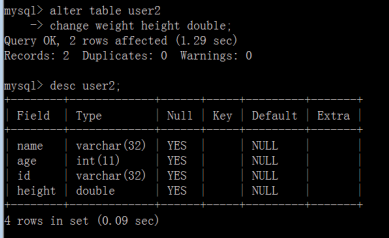 mysql> alter table user2
    -> change weight height double;
Query OK, 2 rows affected (1.29 sec)
Records: 2  Duplicates: 0  Warnings: 0

mysql> desc user2;
+--------+-------------+------+-----+---------+-------+
| Field  | Type        | Null | Key | Default | Extra |
+--------+-------------+------+-----+---------+-------+
| name   | varchar(32) | YES  |     | NULL    |       |
| age    | int(11)     | YES  |     | NULL    |       |
| id     | varchar(32) | YES  |     | NULL    |       |
| height | double      | YES  |     | NULL    |       |
+--------+-------------+------+-----+---------+-------+
4 rows in set (0.09 sec)